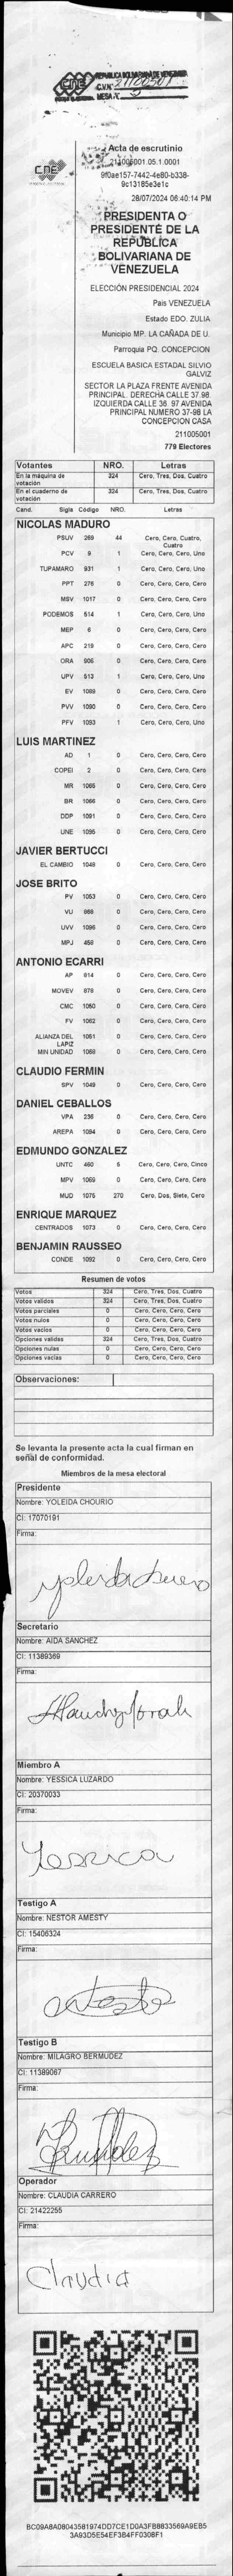 REPUBLICA BOLIVARIANA DE VENEZUELA
C.V.N°: 211100501
MESA N°: 5
CNE
Acta de escrutinio
211005001.05.1.0001
9f0ae157-7442-4e80-b338-
9c13165e3e1c
28/07/2024 06:40:14 PM
PRESIDENTA O
PRESIDENTE DE LA
REPÚBLICA
BOLIVARIANA DE
VENEZUELA
ELECCIÓN PRESIDENCIAL 2024
País VENEZUELA
Estado EDO. ZULIA
Municipio MP. LA CAÑADA DE U.
Parroquia PQ. CONCEPCION
ESCUELA BASICA ESTADAL SILVIO
GALVIZ
SECTOR LA PLAZA FRENTE AVENIDA
PRINCIPAL. DERECHA CALLE 37.98.
IZQUIERDA CALLE 36. 97 AVENIDA
PRINCIPAL NUMERO 37-98 LA
CONCEPCION CASA
211005001
779 Electores
Votantes NRO. Letras
En la máquina de votación 324 Cero, Tres, Dos, Cuatro
En el cuaderno de votación 324 Cero, Tres, Dos, Cuatro
Cand. Sigla Código NRO. Letras
NICOLAS MADURO
PSUV 269 44 Cero, Cero, Cuatro, Cuatro
PCV 9 1 Cero, Cero, Cero, Uno
TUPAMARO 931 1 Cero, Cero, Cero, Uno
PPT 276 0 Cero, Cero, Cero, Cero
MSV 1017 0 Cero, Cero, Cero, Cero
PODEMOS 514 1 Cero, Cero, Cero, Uno
MEP 6 0 Cero, Cero, Cero, Cero
APC 219 0 Cero, Cero, Cero, Cero
ORA 906 0 Cero, Cero, Cero, Cero
UPV 513 1 Cero, Cero, Cero, Uno
EV 1089 0 Cero, Cero, Cero, Cero
PVV 1090 0 Cero, Cero, Cero, Cero
PFV 1093 1 Cero, Cero, Cero, Uno
LUIS MARTINEZ
AD 1 0 Cero, Cero, Cero, Cero
COPEI 2 0 Cero, Cero, Cero, Cero
MR 1065 0 Cero, Cero, Cero, Cero
BR 1066 0 Cero, Cero, Cero, Cero
DDP 1091 0 Cero, Cero, Cero, Cero
UNE 1095 0 Cero, Cero, Cero, Cero
JAVIER BERTUCCI
EL CAMBIO 1048 0 Cero, Cero, Cero, Cero
JOSE BRITO
PV 1053 0 Cero, Cero, Cero, Cero
VU 868 0 Cero, Cero, Cero, Cero
UVV 1096 0 Cero, Cero, Cero, Cero
MPJ 458 0 Cero, Cero, Cero, Cero
ANTONIO ECARRI
AP 814 0 Cero, Cero, Cero, Cero
MOVEV 678 0 Cero, Cero, Cero, Cero
CMC 1050 0 Cero, Cero, Cero, Cero
FV 1062 0 Cero, Cero, Cero, Cero
ALIANZA DEL LAPIZ 1051 0 Cero, Cero, Cero, Cero
MIN UNIDAD 1058 0 Cero, Cero, Cero, Cero
CLAUDIO FERMIN
SPV 1049 0 Cero, Cero, Cero, Cero
DANIEL CEBALLOS
VPA 236 0 Cero, Cero, Cero, Cero
AREPA 1094 0 Cero, Cero, Cero, Cero
EDMUNDO GONZALEZ
UNTC 460 5 Cero, Cero, Cero, Cinco
MPV 1069 0 Cero, Cero, Cero, Cero
MUD 1075 270 Cero, Dos, Siete, Cero
ENRIQUE MARQUEZ
CENTRADOS 1073 0 Cero, Cero, Cero, Cero
BENJAMIN RAUSSEO
CONDE 1092 0 Cero, Cero, Cero, Cero
Resumen de votos
Votos 324 Cero, Tres, Dos, Cuatro
Votos validos 324 Cero, Tres, Dos, Cuatro
Votos parciales 0 Cero, Cero, Cero, Cero
Votos nulos 0 Cero, Cero, Cero, Cero
Votos vacíos 0 Cero, Cero, Cero, Cero
Opciones validas 324 Cero, Tres, Dos, Cuatro
Opciones nulas 0 Cero, Cero, Cero, Cero
Opciones vacías 0 Cero, Cero, Cero, Cero
Observaciones:
Se levanta la presente acta la cual firman en
señal de conformidad.
Miembros de la mesa electoral
Presidente
Nombre: YOLEIDA CHOURIO
CI: 17070191
Firma:
Secretario
Nombre: AIDA SANCHEZ
CI: 11389369
Firma:
Miembro A
Nombre: YESSICA LUZARDO
CI: 20370033
Firma:
Yessica
Testigo A
Nombre: NESTOR AMESTY
CI: 15406324
Firma:
Testigo B
Nombre: MILAGRO BERMUDEZ
CI: 11389067
Firma:
Operador
Nombre: CLAUDIA CARRERO
CI: 21422255
Firma:
Claudia
BC09A8A08043581974DD7CE1D0A3FB8833569A9EB5
3A93D5E54EF3B4FF0308F1